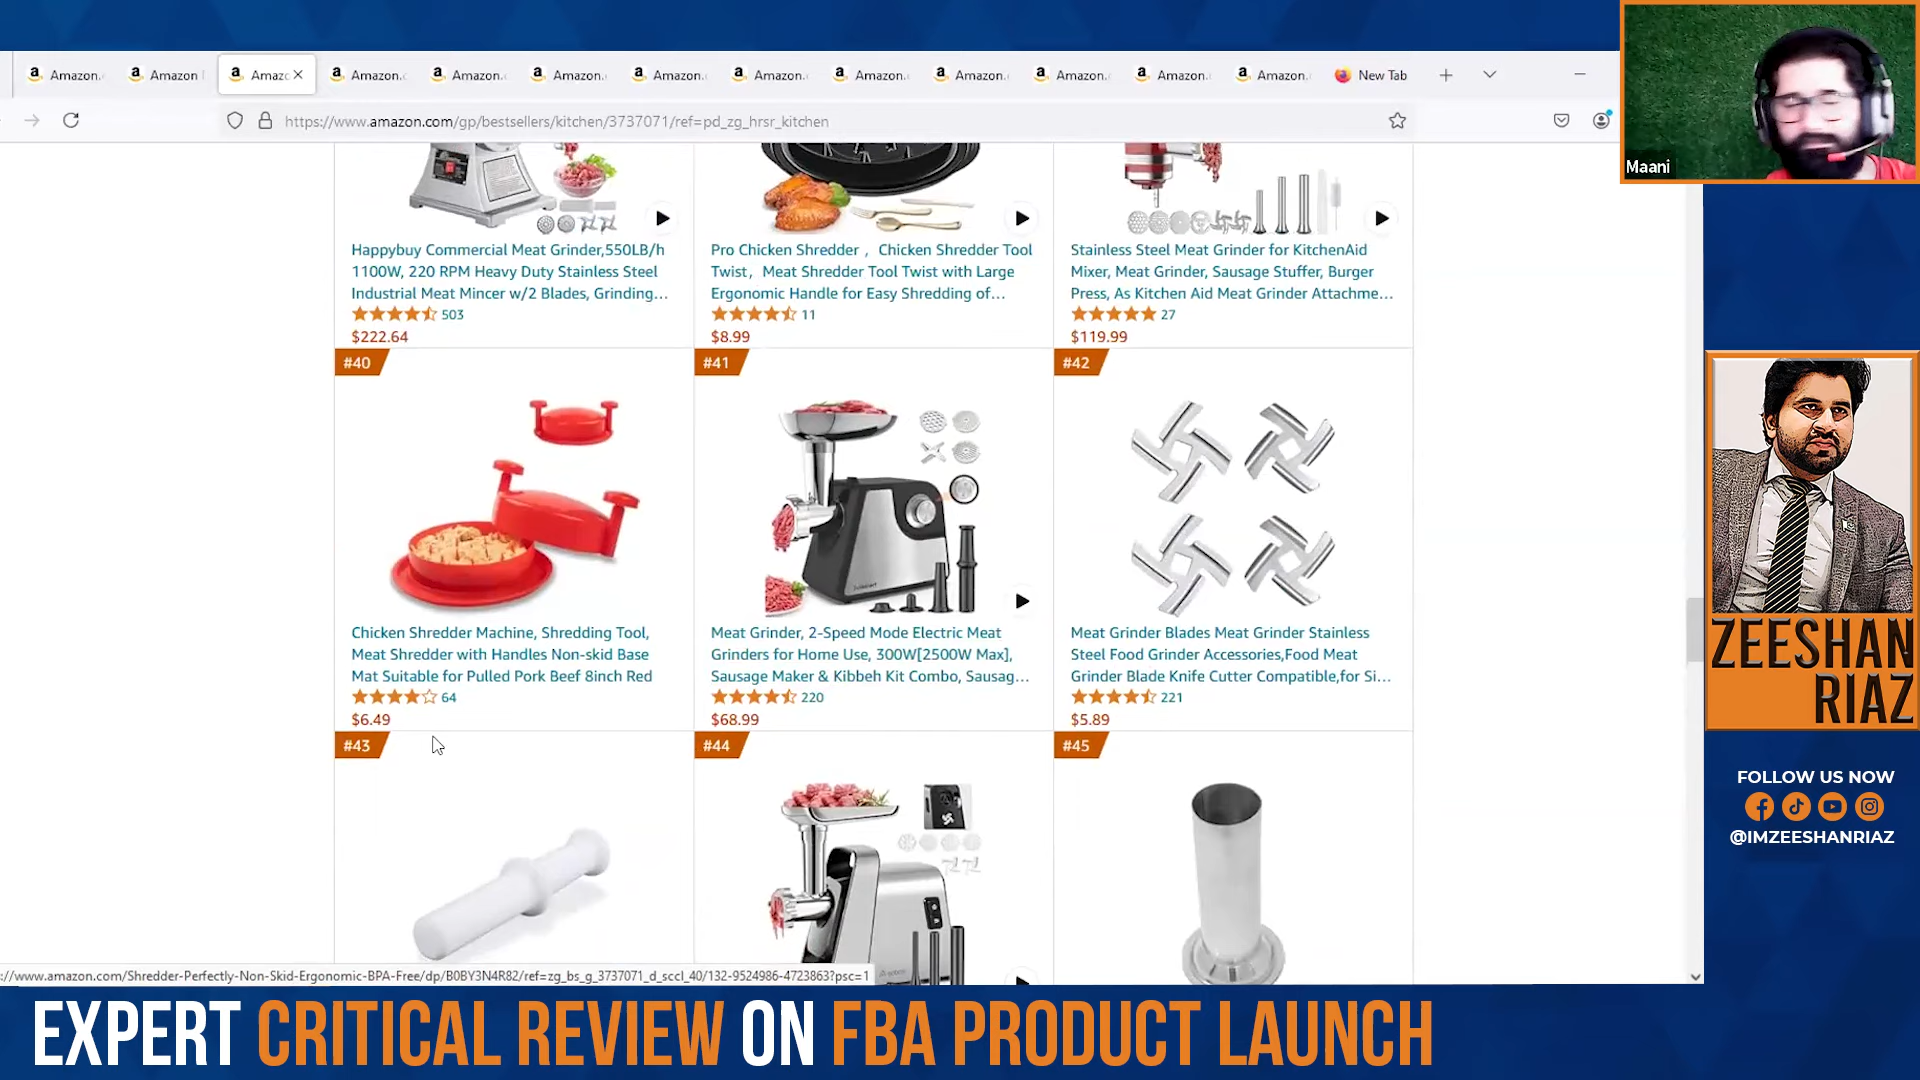 Amazon.
Amazon
Amaz
Amazon.c
Amazon.
Amazon.
Amazon.
Amazon.c
Amazon.
Amazon.
Amazon.
Amazon.
Amazon.
New Tab
https://www.amazon.com/gp/bestsellers/kitchen/3737071/ref=pd_zg_hrsr_kitchen
Maani
Happybuy Commercial Meat Grinder,550LB/h
1100W, 220 RPM Heavy Duty Stainless Steel
Industrial Meat Mincer w/2 Blades, Grinding...
503
$222.64
Pro Chicken Shredder , Chicken Shredder Tool
Twist, Meat Shredder Tool Twist with Large
Ergonomic Handle for Easy Shredding of...
11
$8.99
Stainless Steel Meat Grinder for KitchenAid
Mixer, Meat Grinder, Sausage Stuffer, Burger
Press, As Kitchen Aid Meat Grinder Attachme...
27
$119.99
#40
Chicken Shredder Machine, Shredding Tool,
Meat Shredder with Handles Non-skid Base
Mat Suitable for Pulled Pork Beef 8inch Red
64
$6.49
#41
Meat Grinder, 2-Speed Mode Electric Meat
Grinders for Home Use, 300W[2500W Max],
Sausage Maker & Kibbeh Kit Combo, Sausag...
220
$68.99
#42
Meat Grinder Blades Meat Grinder Stainless
Steel Food Grinder Accessories,Food Meat
Grinder Blade Knife Cutter Compatible,for Si...
221
$5.89
#43
#44
#45
://www.amazon.com/Shredder-Perfectly-Non-Skid-Ergonomic-BPA-Free/dp/B0BY3N4R82/ref=zg_bs_g_3737071_d_sccl_40/132-9524986-4723863?psc=1
ZEESHAN
RIAZ
FOLLOW US NOW
@IMZEESHANRIAZ
EXPERT CRITICAL REVIEW ON FBA PRODUCT LAUNCH